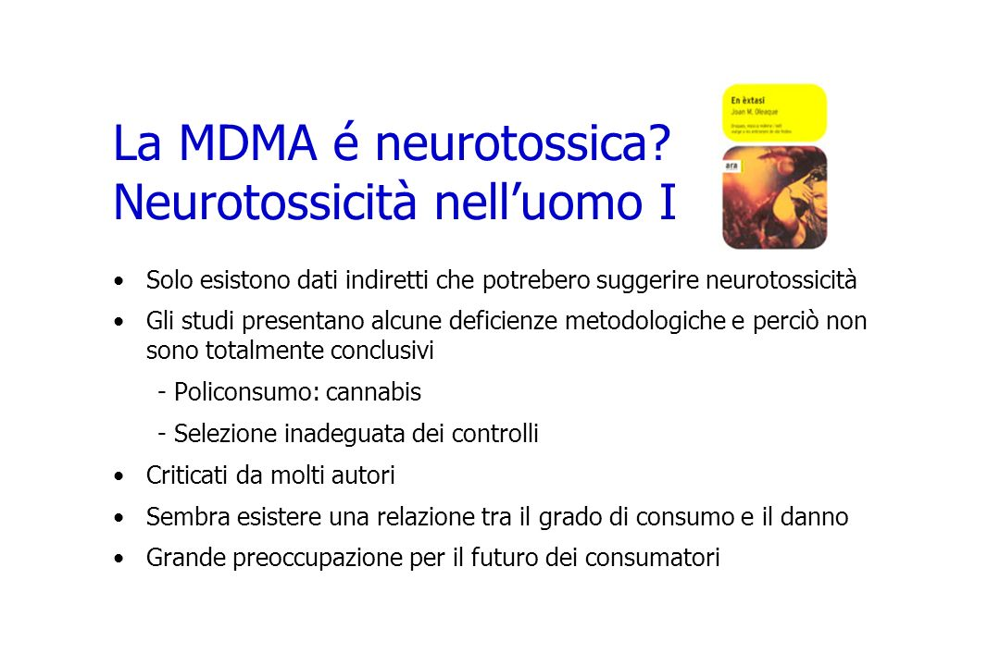 La MDMA é neurotossica?
Neurotossicità nell’uomo I
En èxtasi
Joan M. Oleaque
ara
• Solo esistono dati indiretti che potrebero suggerire neurotossicità
• Gli studi presentano alcune deficienze metodologiche e perciò non
sono totalmente conclusivi
- Policonsumo: cannabis
- Selezione inadeguata dei controlli
• Criticati da molti autori
• Sembra esistere una relazione tra il grado di consumo e il danno
• Grande preoccupazione per il futuro dei consumatori